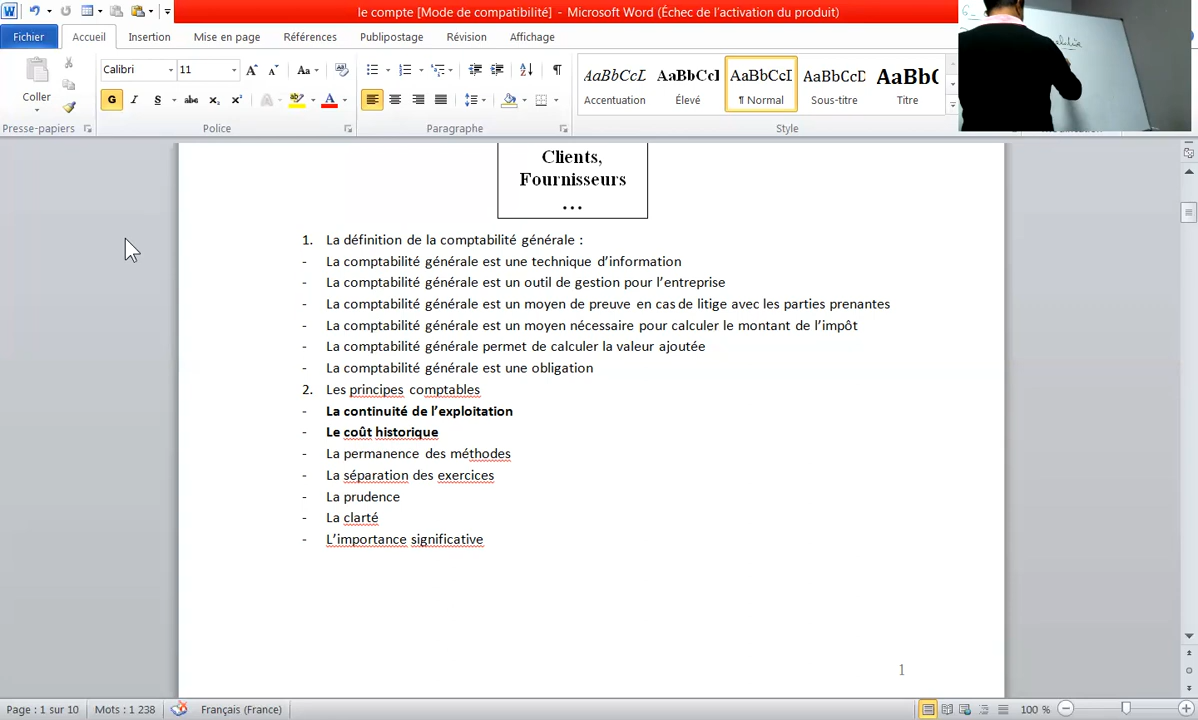 le compte [Mode de compatibilité] - Microsoft Word (Échec de l'activation du produit)
Fichier Accueil Insertion Mise en page Références Publipostage Révision Affichage
Calibri 11
Coller
AaBbCcL AaBbCcI AaBbCcI AaBbCcD AaBb(
Accentuation Élevé ¶ Normal Sous-titre Titre
Presse-papiers Police Paragraphe Style
Clients,
Fournisseurs
…
1. La définition de la comptabilité générale :
- La comptabilité générale est une technique d’information
- La comptabilité générale est un outil de gestion pour l’entreprise
- La comptabilité générale est un moyen de preuve en cas de litige avec les parties prenantes
- La comptabilité générale est un moyen nécessaire pour calculer le montant de l’impôt
- La comptabilité générale permet de calculer la valeur ajoutée
- La comptabilité générale est une obligation
2. Les principes comptables
- La continuité de l’exploitation
- Le coût historique
- La permanence des méthodes
- La séparation des exercices
- La prudence
- La clarté
- L’importance significative
1
Page : 1 sur 10 Mots : 1 238 Français (France) 100 %